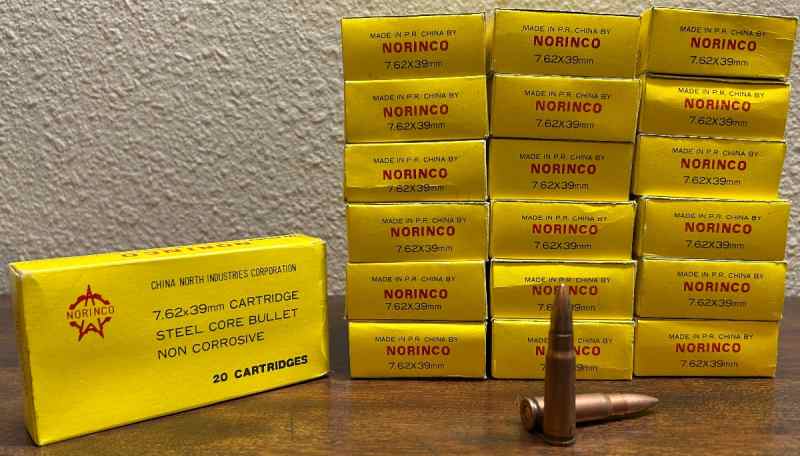 NORINCO
NORINCO
CHINA NORTH INDUSTRIES CORPORATION
7.62x39mm CARTRIDGE
STEEL CORE BULLET
NON CORROSIVE
20 CARTRIDGES
MADE IN P.R. CHINA BY
NORINCO
7.62X39mm
MADE IN P.R. CHINA BY
NORINCO
7.62X39mm
MADE IN P.R. CHINA BY
NORINCO
7.62X39mm
MADE IN P.R. CHINA BY
NORINCO
7.62X39mm
MADE IN P.R. CHINA BY
NORINCO
7.62X39mm
MADE IN P.R. CHINA BY
NORINCO
7.62X39mm
MADE IN P.R. CHINA BY
NORINCO
7.62X39mm
MADE IN P.R. CHINA BY
NORINCO
7.62X39mm
MADE IN P.R. CHINA BY
NORINCO
7.62X39mm
MADE IN P.R. CHINA BY
NORINCO
7.62X39mm
MADE IN P.R. CHINA BY
NORINCO
7.62X39mm
MADE IN P.R. CHINA BY
NORINCO
7.62X39mm
MADE IN P.R. CHINA BY
NORINCO
7.62X39mm
MADE IN P.R. CHINA BY
NORINCO
7.62X39mm
MADE IN P.R. CHINA BY
NORINCO
7.62X39mm
MADE IN P.R. CHINA BY
NORINCO
7.62X39mm
MADE IN P.R. CHINA BY
NORINCO
7.62X39mm
MADE IN P.R. CHINA BY
NORINCO
7.62X39mm